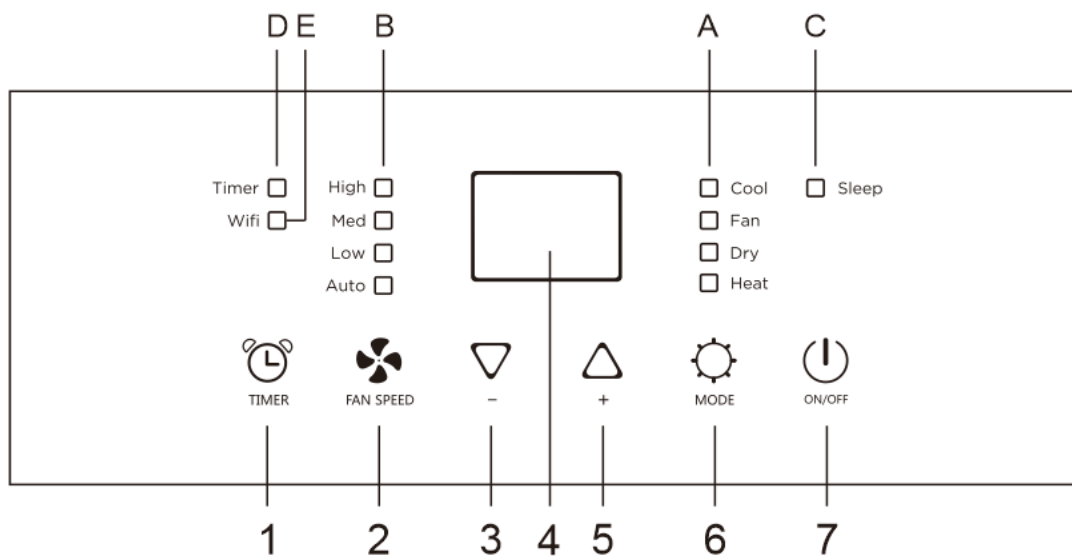 D E B A C
Timer High Cool Sleep
Wifi Med Fan
Low Dry
Auto Heat
TIMER FAN SPEED − + MODE ON/OFF
1 2 3 4 5 6 7